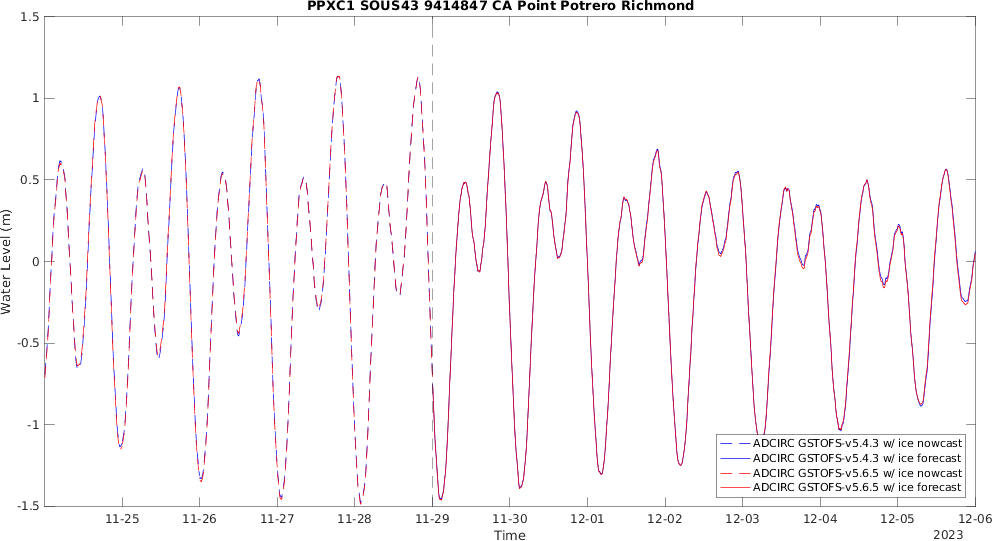 PPXC1 SOUS43 9414847 CA Point Potrero Richmond
1.5
1
0.5
0
-0.5
-1
-1.5
Water Level (m)
11-25 11-26 11-27 11-28 11-29 11-30 12-01 12-02 12-03 12-04 12-05 12-06
Time
2023
ADCIRC GSTOFS-v5.4.3 w/ ice nowcast
ADCIRC GSTOFS-v5.4.3 w/ ice forecast
ADCIRC GSTOFS-v5.6.5 w/ ice nowcast
ADCIRC GSTOFS-v5.6.5 w/ ice forecast